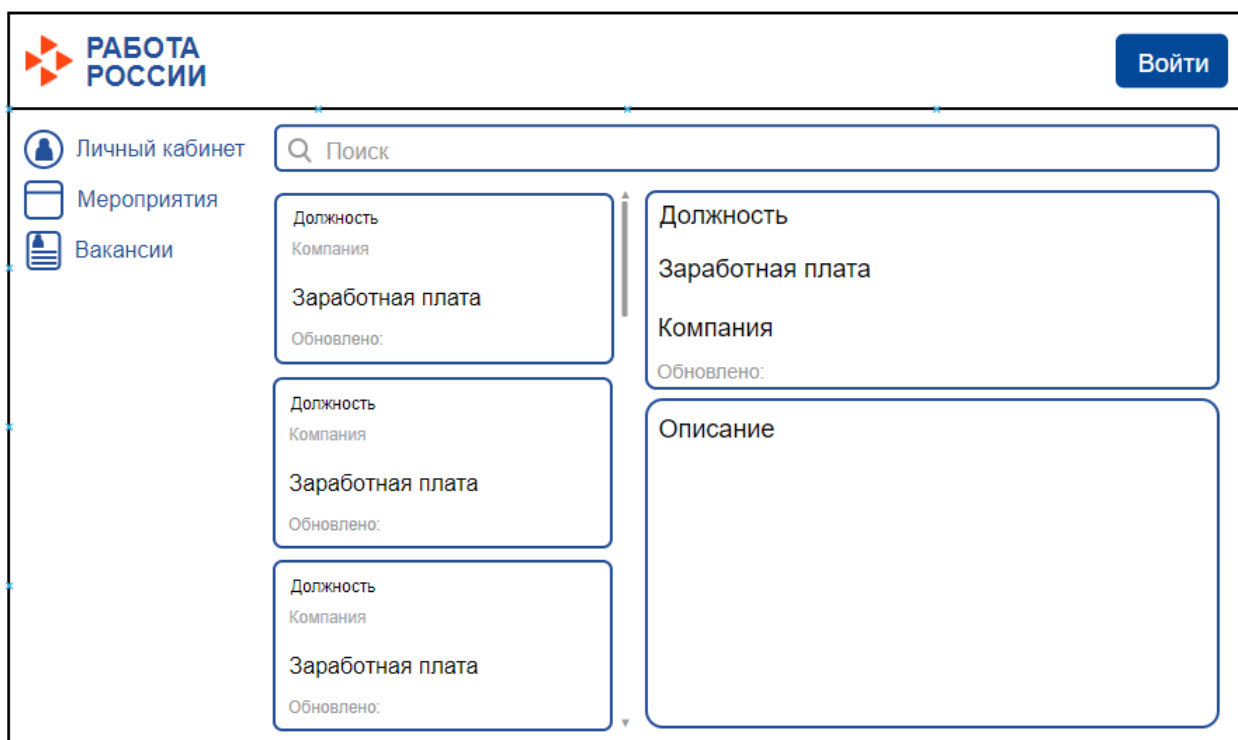 РАБОТА
РОССИИ
Войти
Личный кабинет
Мероприятия
Вакансии
Поиск
Должность
Компания
Заработная плата
Обновлено:
Должность
Компания
Заработная плата
Обновлено:
Должность
Компания
Заработная плата
Обновлено:
Должность
Заработная плата
Компания
Обновлено:
Описание